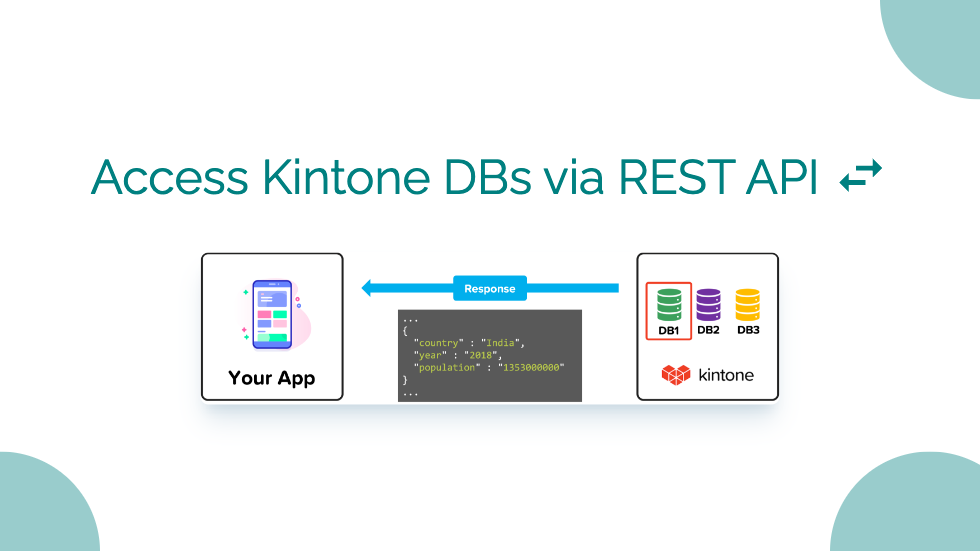 Access Kintone DBs via REST API
Response
...
{
"country" : "India",
"year" : "2018",
"population" : "1353000000"
}
...
Your App
DB1 DB2 DB3
kintone